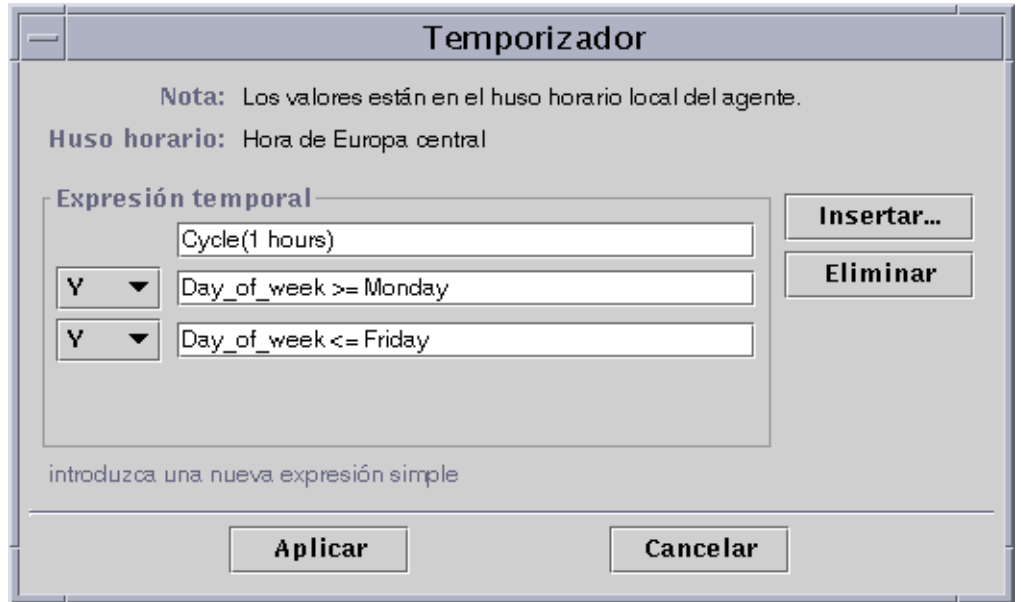 Temporizador
Nota: Los valores están en el huso horario local del agente.
Huso horario: Hora de Europa central
Expresión temporal
Insertar...
Cycle(1 hours)
Eliminar
Y Day_of_week >= Monday
Y Day_of_week <= Friday
introduzca una nueva expresión simple
Aplicar Cancelar